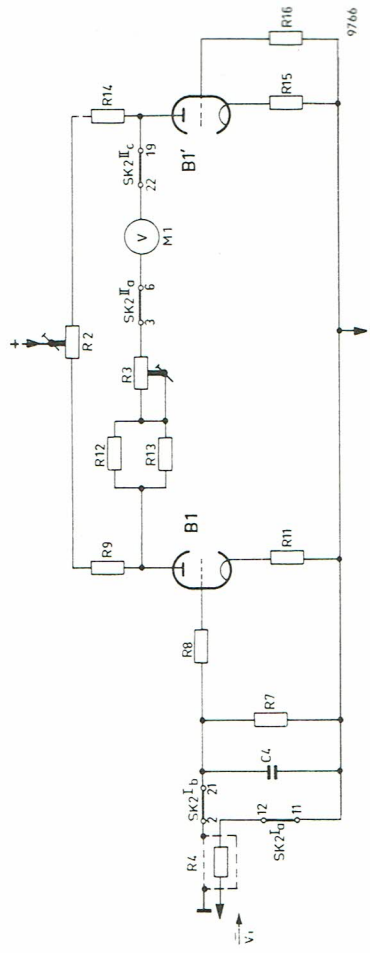 +
R2
R14
R9
R12
R13
R3
SK2IIa
3 6
V
M1
SK2IIc
22 19
B1
B1'
R8
R11
R15
R16
R7
C4
SK2Ib
2 21
R4
SK2Ia
12 11
9766